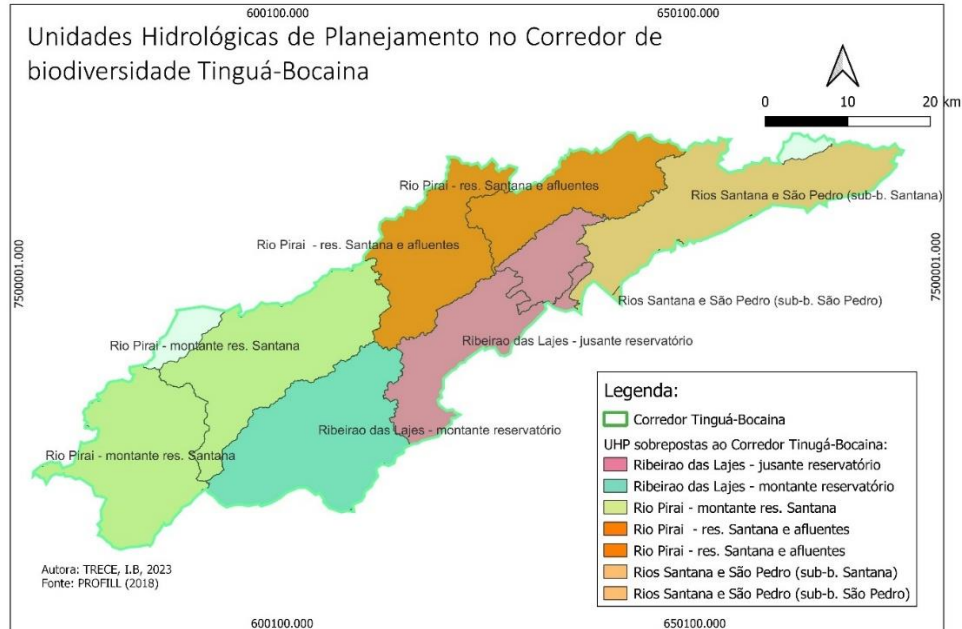 600100.000
650100.000
Unidades Hidrológicas de Planejamento no Corredor de
biodiversidade Tinguá-Bocaina
0 10 20 km
Rio Pirai - res. Santana e afluentes
Rios Santana e São Pedro (sub-b. Santana)
Rio Pirai - res. Santana e afluentes
7500001.000
7500001.000
Rios Santana e São Pedro (sub-b. São Pedro)
Rio Pirai - montante res. Santana
Ribeirao das Lajes - jusante reservatório
Ribeirao das Lajes - montante reservatório
Rio Pirai - montante res. Santana
Legenda:
Corredor Tinguá-Bocaina
UHP sobrepostas ao Corredor Tinugá-Bocaina:
Ribeirao das Lajes - jusante reservatório
Ribeirao das Lajes - montante reservatório
Rio Pirai - montante res. Santana
Rio Pirai - res. Santana e afluentes
Rio Pirai - res. Santana e afluentes
Rios Santana e São Pedro (sub-b. Santana)
Rios Santana e São Pedro (sub-b. São Pedro)
Autora: TRECE, I.B, 2023
Fonte: PROFILL (2018)
600100.000
650100.000